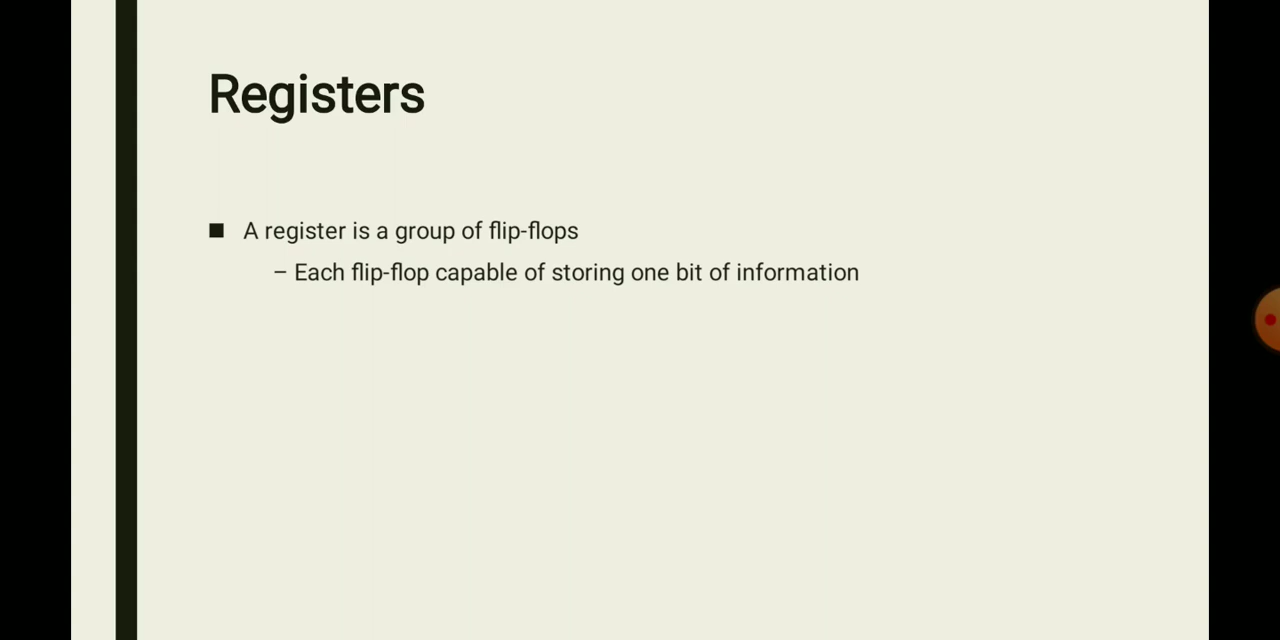 Registers
■ A register is a group of flip-flops
– Each flip-flop capable of storing one bit of information